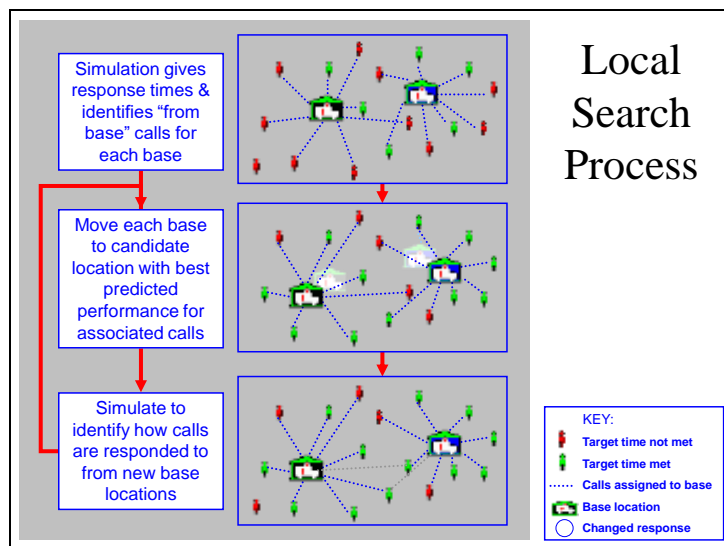 Simulation gives
response times &
identifies “from
base” calls for
each base
Move each base
to candidate
location with best
predicted
performance for
associated calls
Simulate to
identify how calls
are responded to
from new base
locations
Local
Search
Process
KEY:
Target time not met
Target time met
Calls assigned to base
Base location
Changed response